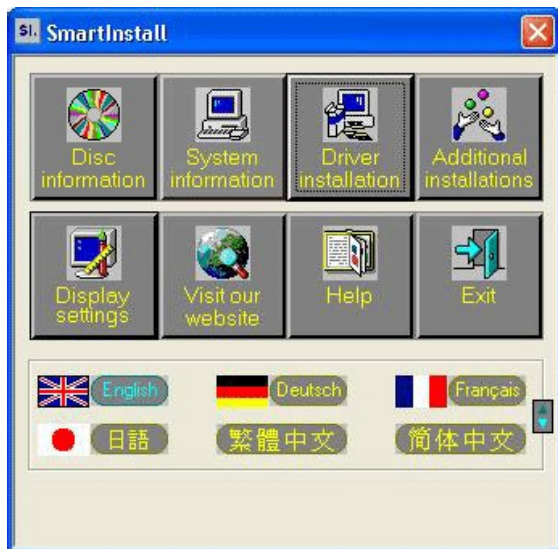 SI. SmartInstall
Disc information
System information
Driver installation
Additional installations
Display settings
Visit our website
Help
Exit
English
Deutsch
Français
日語
繁體中文
简体中文